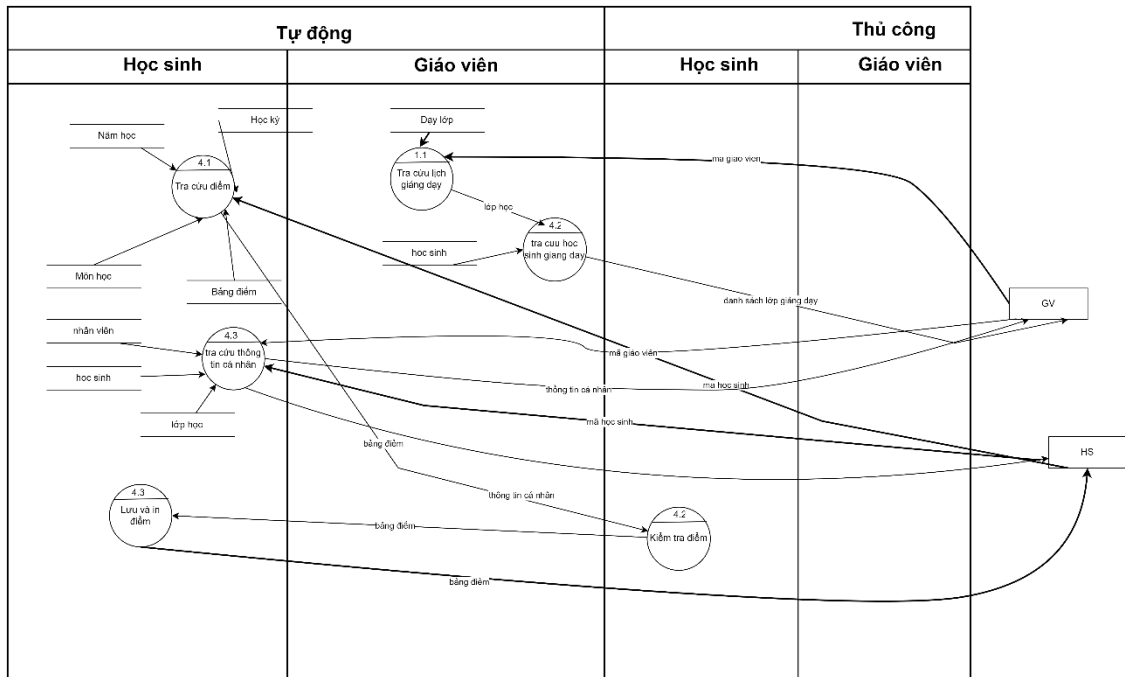 Tự động
Thủ công
Học sinh
Giáo viên
Học sinh
Giáo viên
Học kỳ
Dạy lớp
Năm học
4.1
Tra cứu điểm
1.1
Tra cứu lịch
giảng dạy
ma giao viên
lớp học
4.2
tra cuu hoc
sinh giang day
hoc sinh
Môn học
Bảng điểm
danh sách lớp giảng dạy
GV
nhân viên
4.3
tra cứu thông
tin cá nhân
mã giáo viên
hoc sinh
thông tin cá nhân
ma hoc sinh
lớp học
mã học sinh
bảng điểm
HS
4.3
Lưu và in
điểm
thông tin cá nhân
bảng điểm
4.2
Kiểm tra điểm
bảng điểm